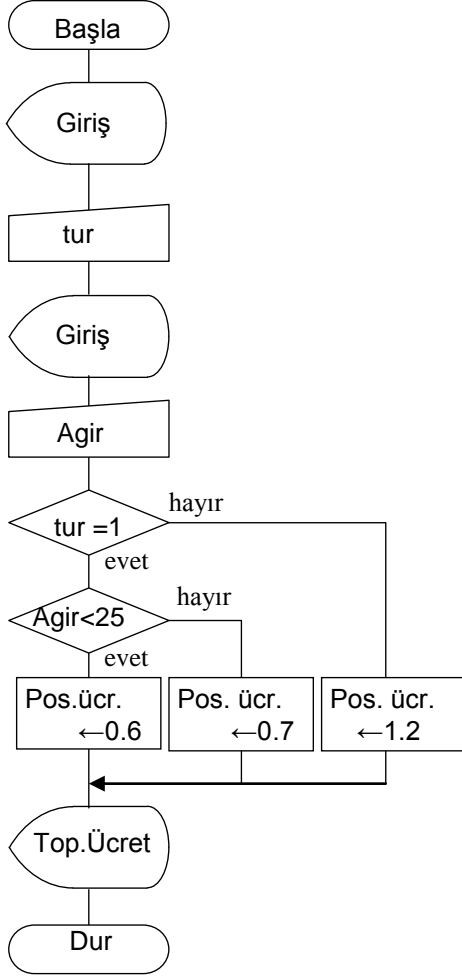 Başla
Giriş
tur
Giriş
Agir
tur =1
hayır
evet
Agir<25
hayır
evet
Pos.ücr.
←0.6
Pos. ücr.
←0.7
Pos. ücr.
←1.2
Top.Ücret
Dur